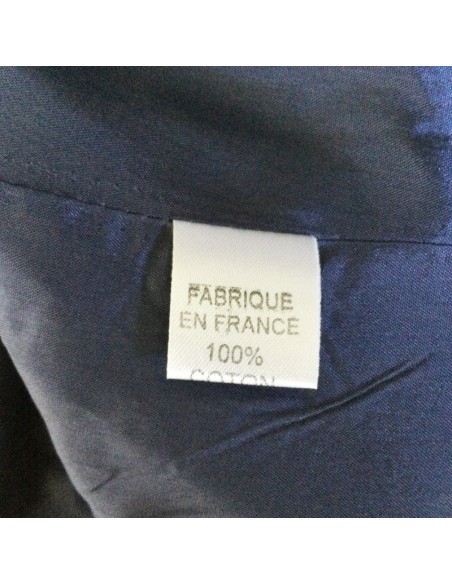 FABRIQUE
EN FRANCE
100%
COTON